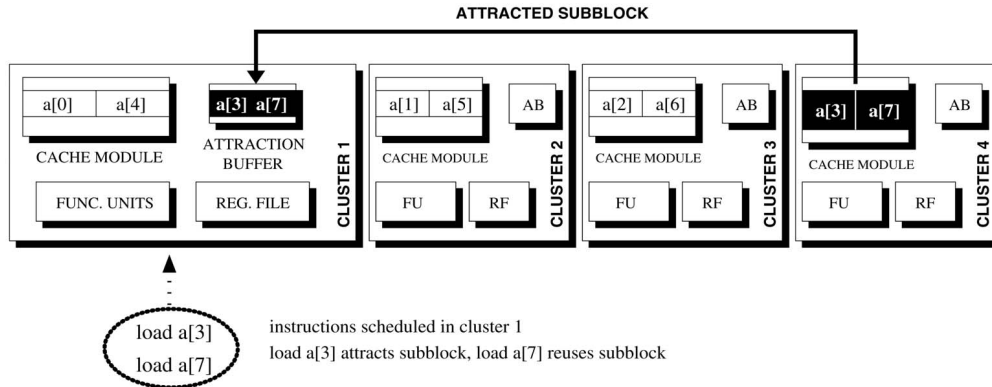 ATTRACTED SUBBLOCK
a[0] a[4]
CACHE MODULE
a[3] a[7]
ATTRACTION
BUFFER
FUNC. UNITS
REG. FILE
CLUSTER 1
a[1] a[5]
CACHE MODULE
AB
FU
RF
CLUSTER 2
a[2] a[6]
CACHE MODULE
AB
FU
RF
CLUSTER 3
a[3] a[7]
CACHE MODULE
AB
FU
RF
CLUSTER 4
load a[3]
load a[7]
instructions scheduled in cluster 1
load a[3] attracts subblock, load a[7] reuses subblock